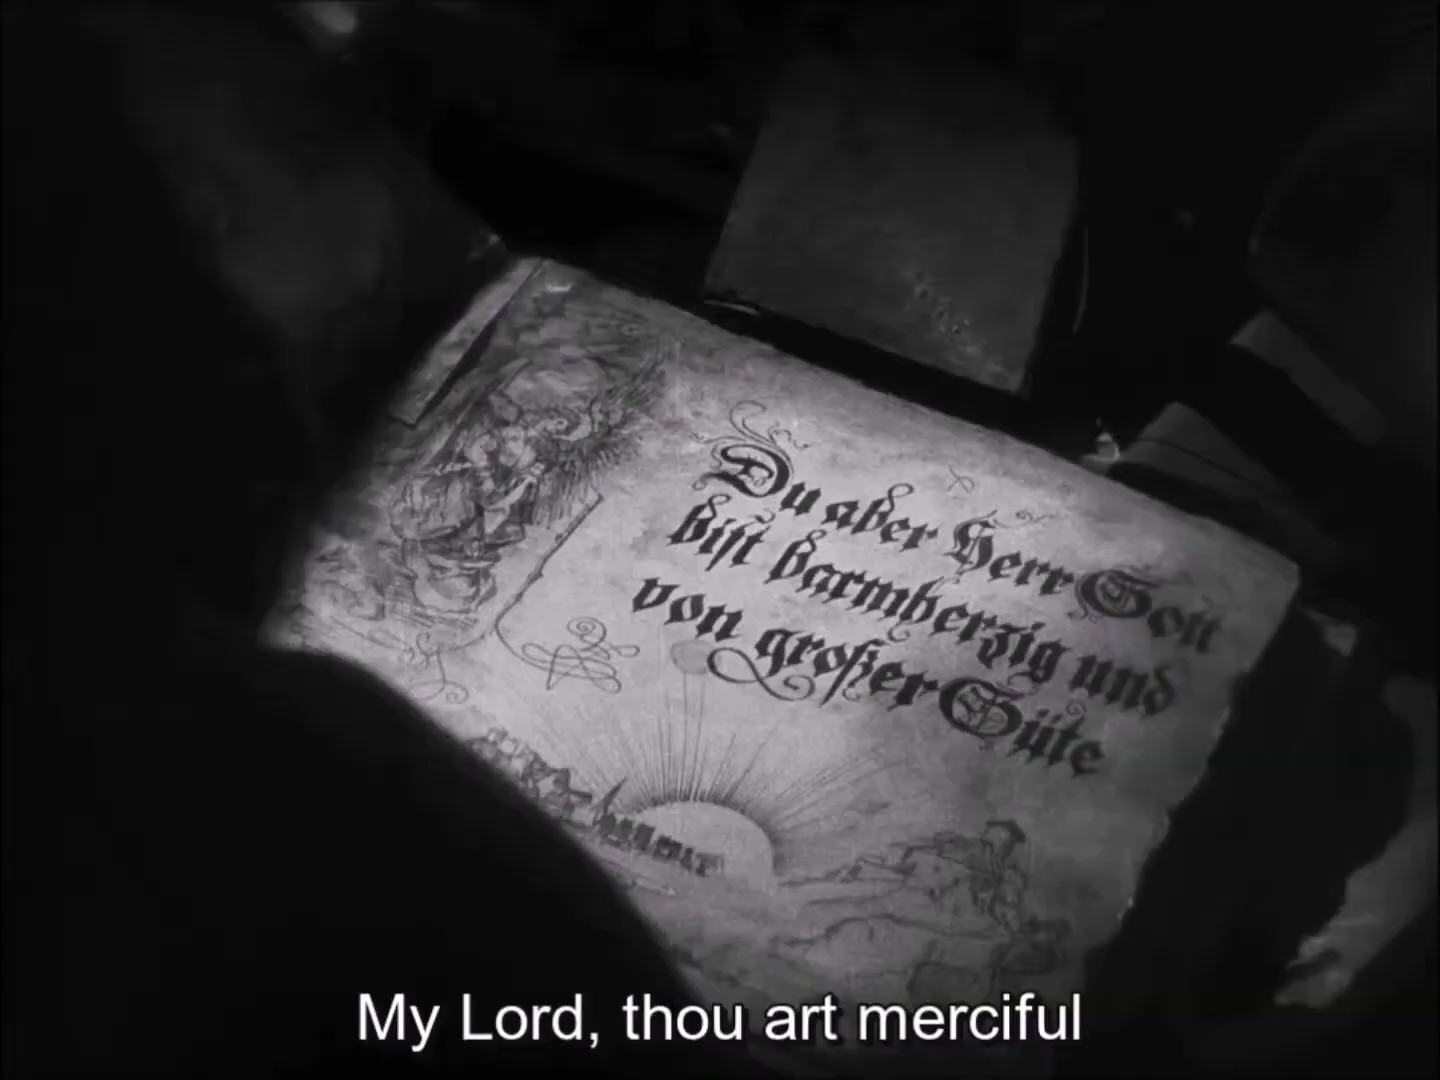 Du aber Herr Gott
bist barmherzig und
von großer Güte
My Lord, thou art merciful